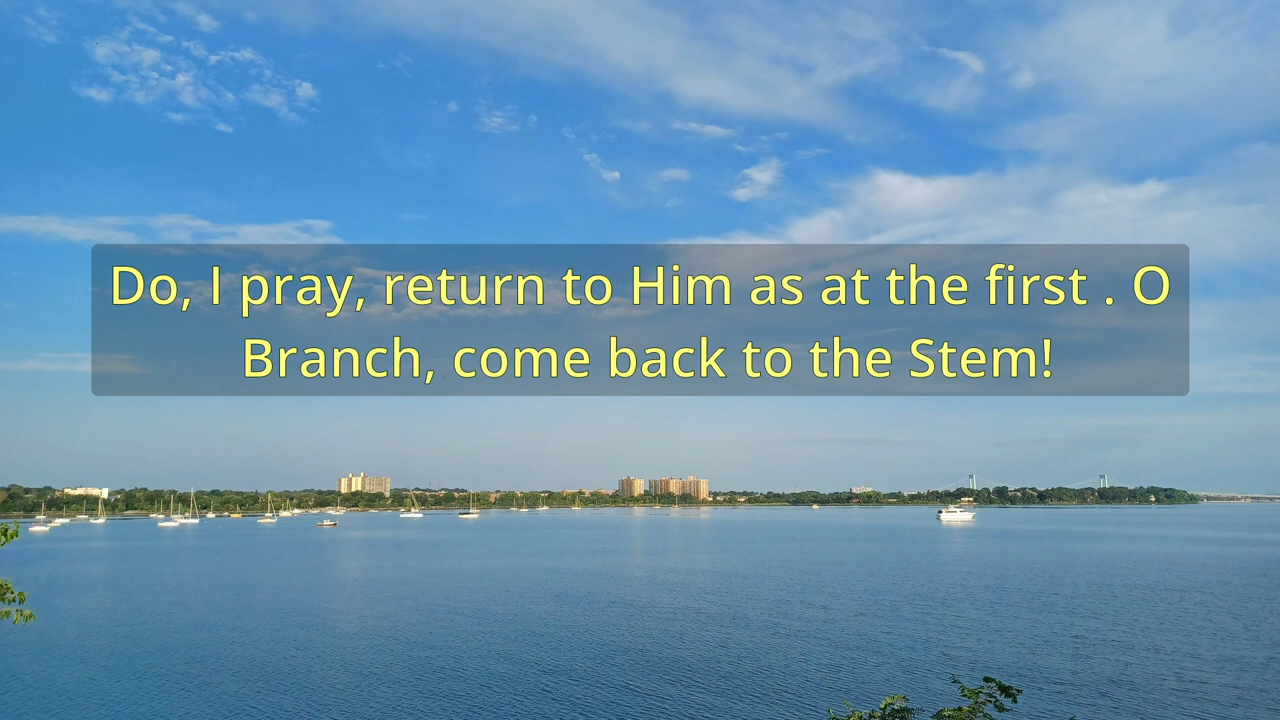 Do, I pray, return to Him as at the first . O
Branch, come back to the Stem!